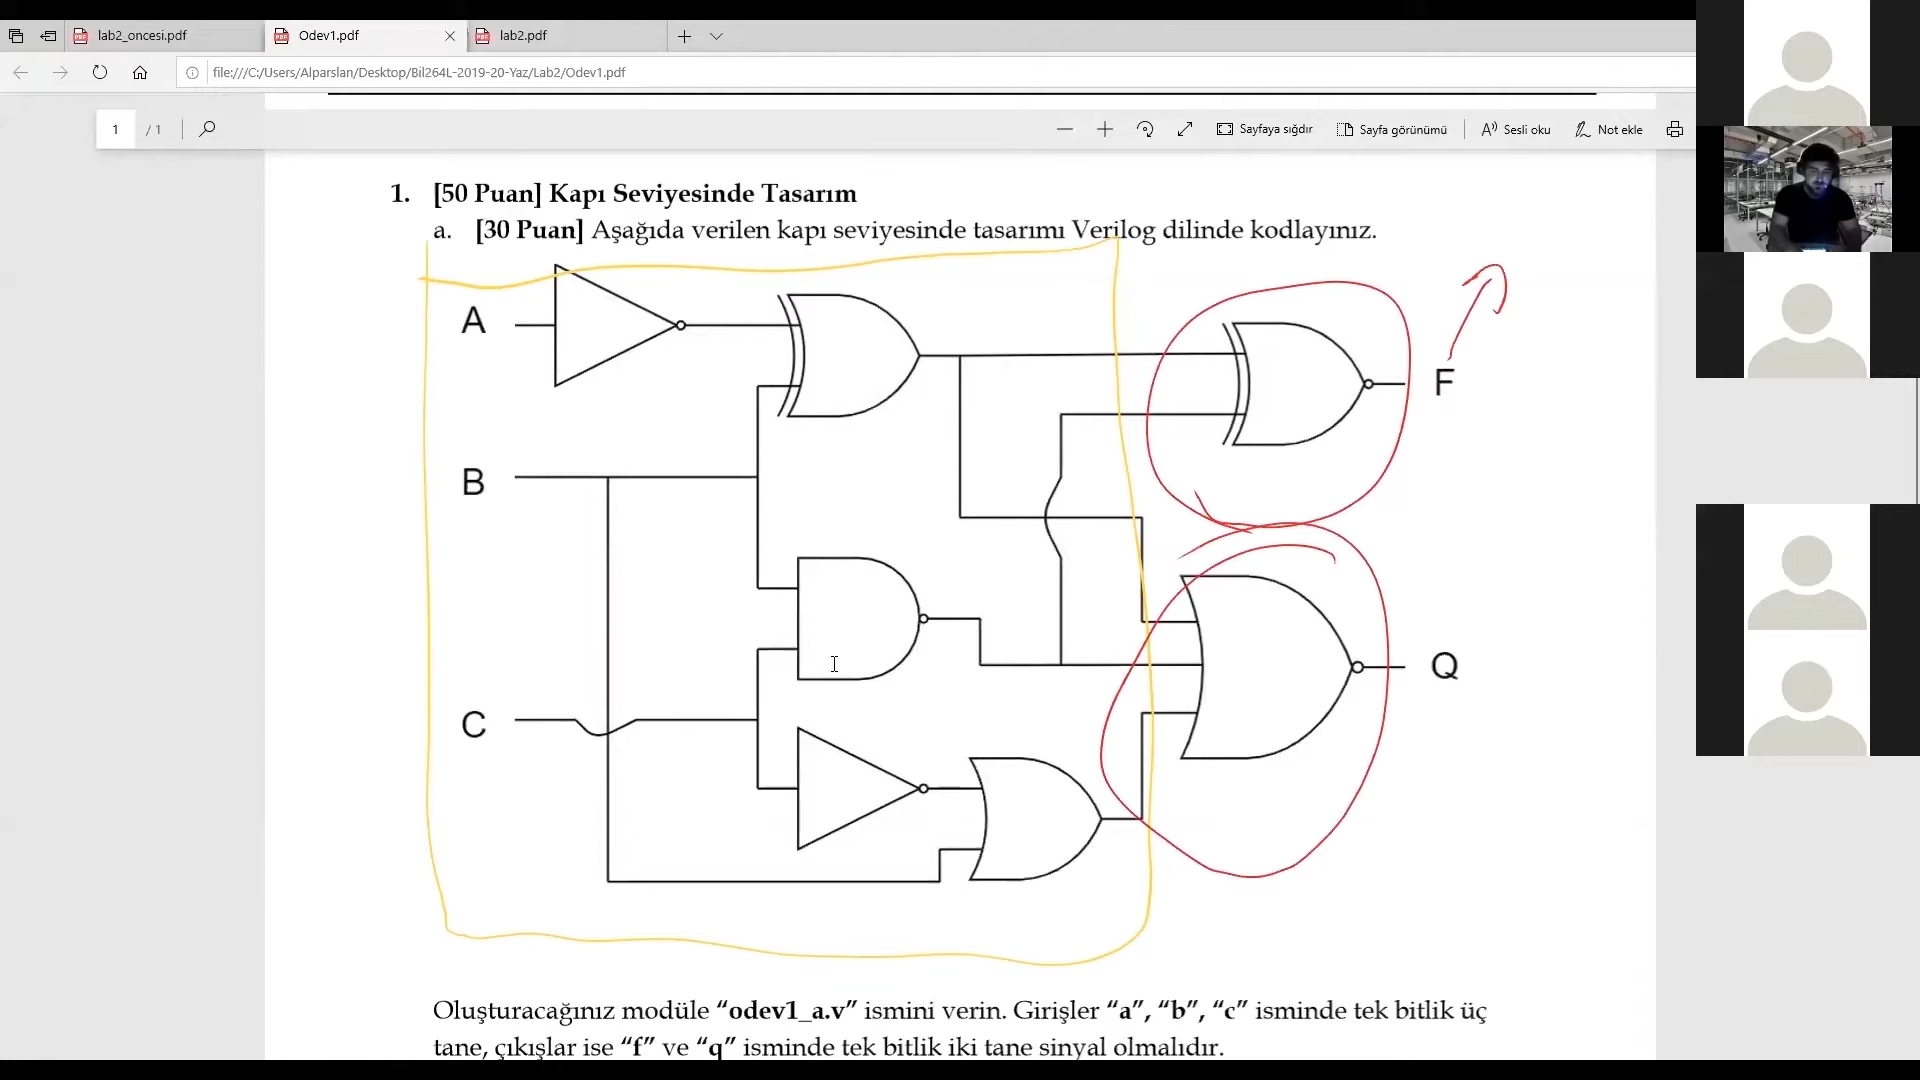 lab2_oncesi.pdf
Odev1.pdf
lab2.pdf
file:///C:/Users/Alparslan/Desktop/Bil264L-2019-20-Yaz/Lab2/Odev1.pdf
1 / 1
Sayfaya sığdır
Sayfa görünümü
Sesli oku
Not ekle
1. [50 Puan] Kapı Seviyesinde Tasarım
a. [30 Puan] Aşağıda verilen kapı seviyesinde tasarımı Verilog dilinde kodlayınız.
A
F
B
Q
C
Oluşturacağınız modüle “odev1_a.v” ismini verin. Girişler “a”, “b”, “c” isminde tek bitlik üç
tane, çıkışlar ise “f” ve “q” isminde tek bitlik iki tane sinyal olmalıdır.